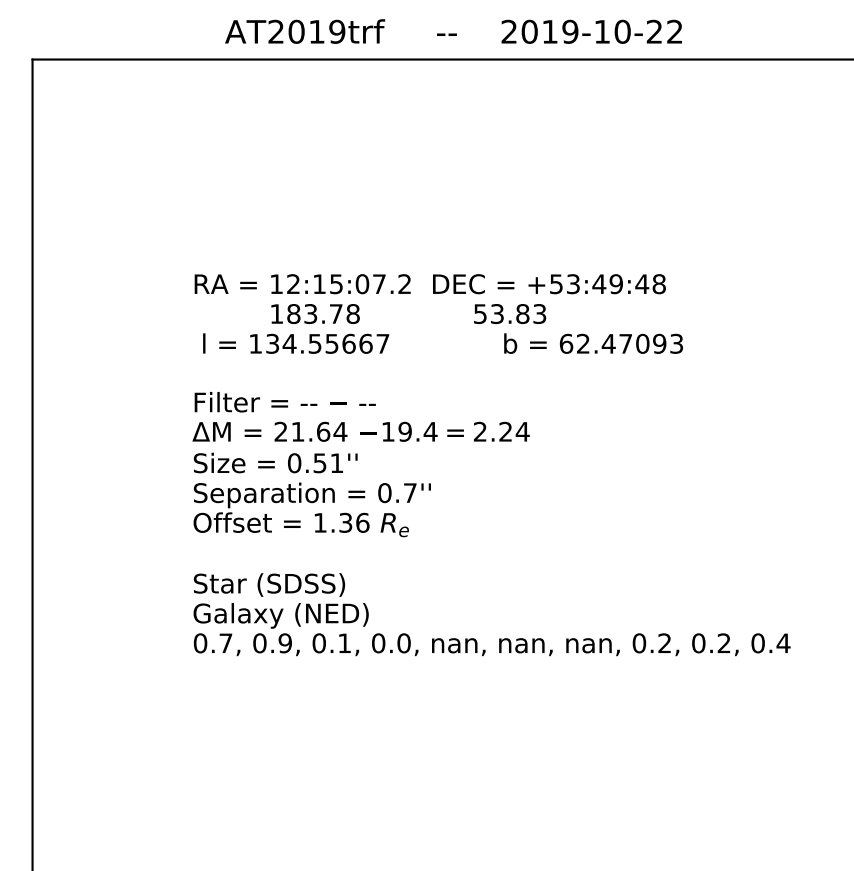 AT2019trf -- 2019-10-22
RA = 12:15:07.2 DEC = +53:49:48
183.78 53.83
l = 134.55667 b = 62.47093
Filter = -- − --
ΔM = 21.64 −19.4 = 2.24
Size = 0.51''
Separation = 0.7''
Offset = 1.36 Rₑ
Star (SDSS)
Galaxy (NED)
0.7, 0.9, 0.1, 0.0, nan, nan, nan, 0.2, 0.2, 0.4